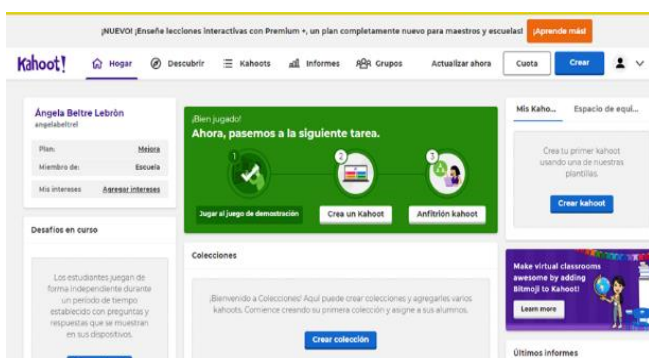 ¡NUEVO! ¡Enseñe lecciones interactivas con Premium +, un plan completamente nuevo para maestros y escuelas! ¡Aprende más!
Kahoot! Hogar Descubrir Kahoots Informes Grupos Actualizar ahora Cuota Crear
Ángela Beltre Lebròn
angelabeltrel
Plan: Mejora
Miembro de: Escuela
Mis intereses Agregar intereses
Desafíos en curso
Los estudiantes juegan de
forma independiente durante
un período de tiempo
establecido con preguntas y
respuestas que se muestran
en sus dispositivos.
¡Bien jugado!
Ahora, pasemos a la siguiente tarea.
1 2 3
Jugar al juego de demostración Crea un Kahoot Anfitrión kahoot
Colecciones
¡Bienvenido a Colecciones! Aquí puede crear colecciones y agregarles varios
kahoots. Comience creando su primera colección y asigne a sus alumnos.
Crear colección
Mis Kaho... Espacio de equi...
Crea tu primer kahoot
usando una de nuestras
plantillas.
Crear kahoot
Make virtual classrooms
awesome by adding
Bitmoji to Kahoot!
Learn more
Últimos informes